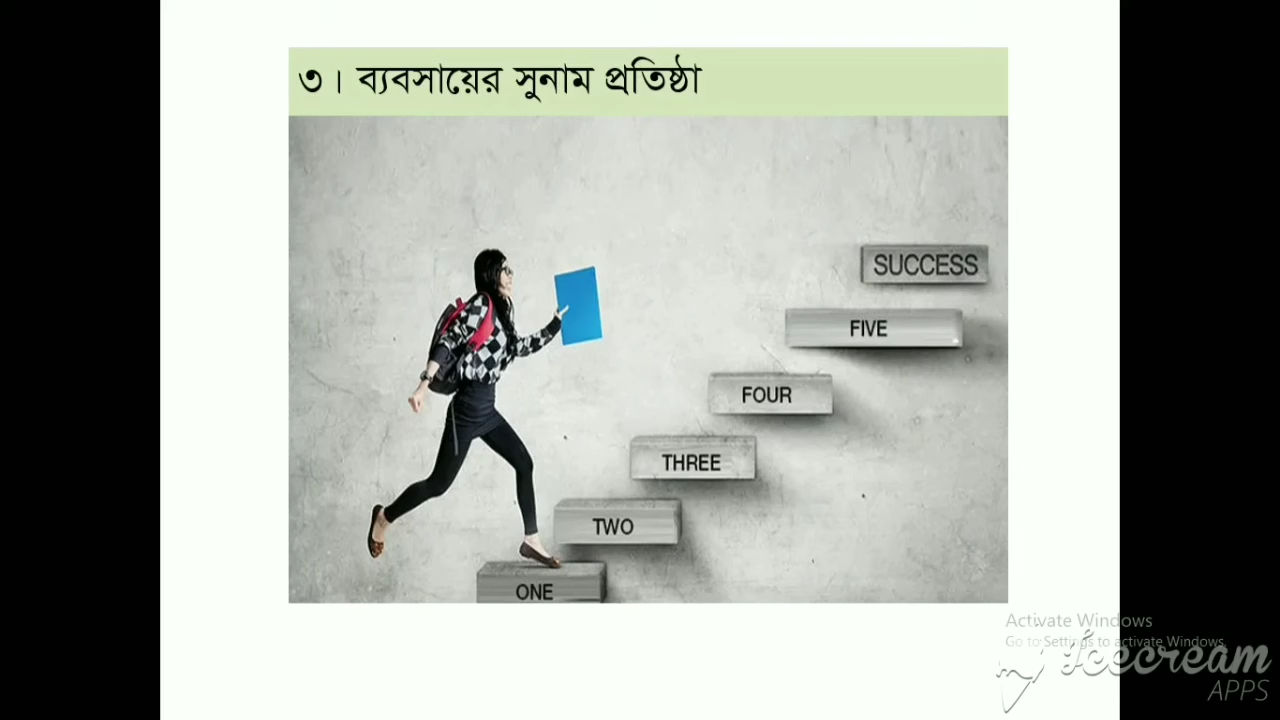 ৩। ব্যবসায়ের সুনাম প্রতিষ্ঠা
SUCCESS
FIVE
FOUR
THREE
TWO
ONE
Activate Windows
Go to Settings to activate Windows.
Icecream
APPS